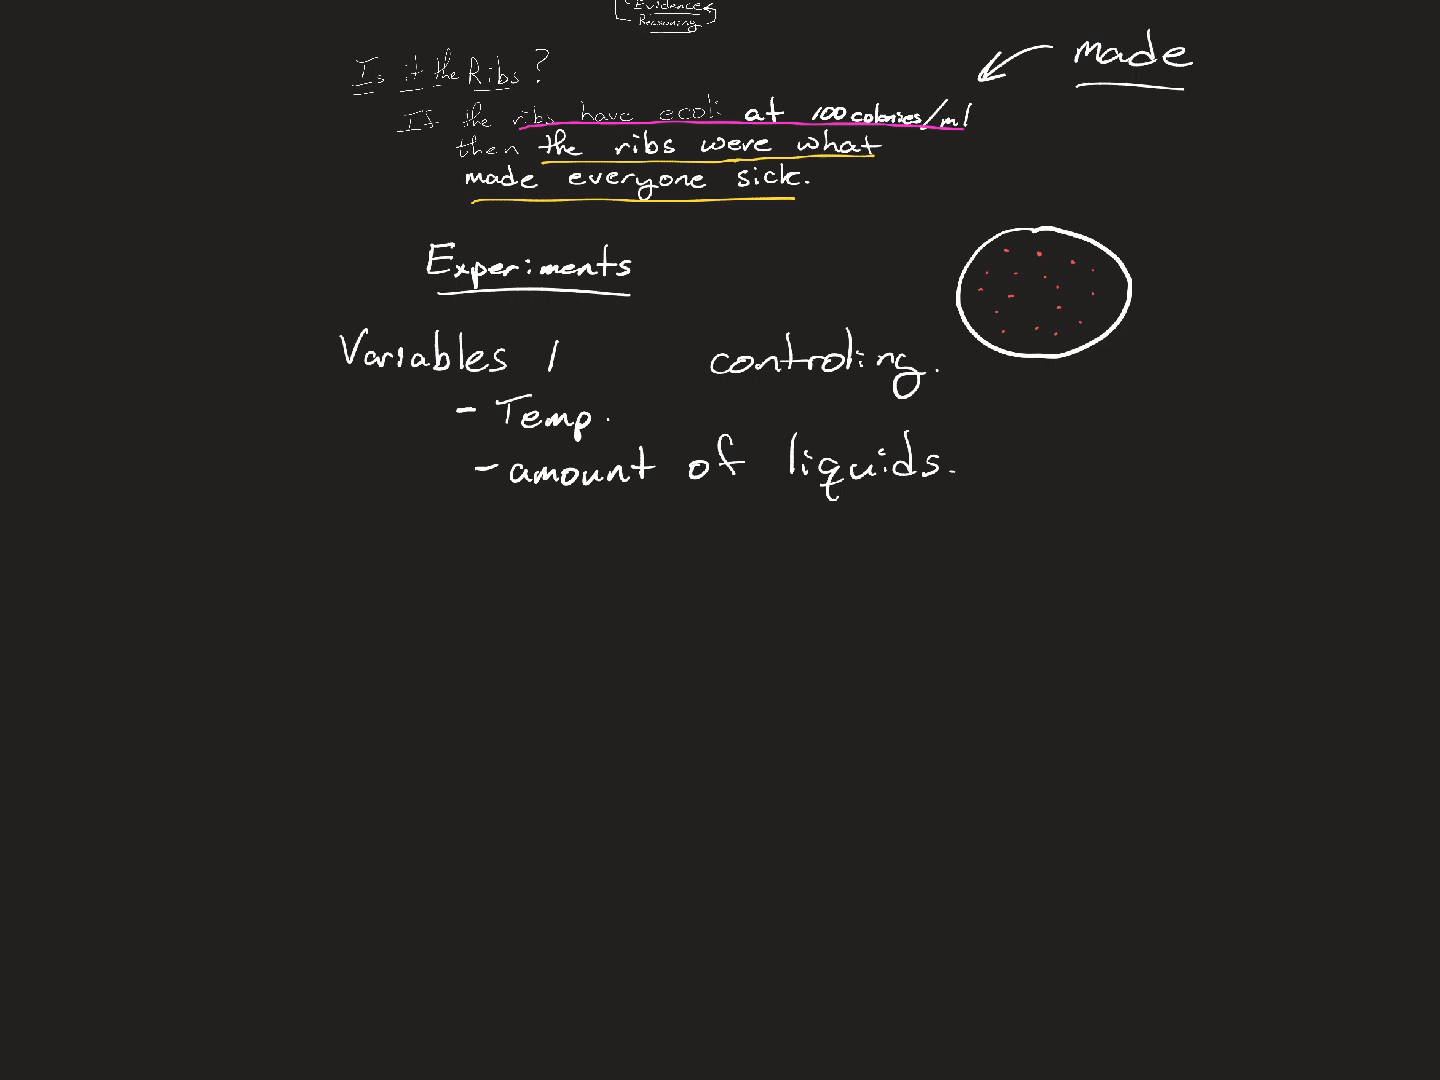 Evidence
Reasoning
made
Is it the Ribs?
If the ribs have ecoli at 100 colonies/ml
then the ribs were what
made everyone sick.
Experiments
Variables / controling.
- Temp.
- amount of liquids.